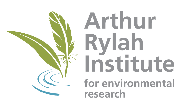 Arthur
Rylah
Institute
for environmental
research